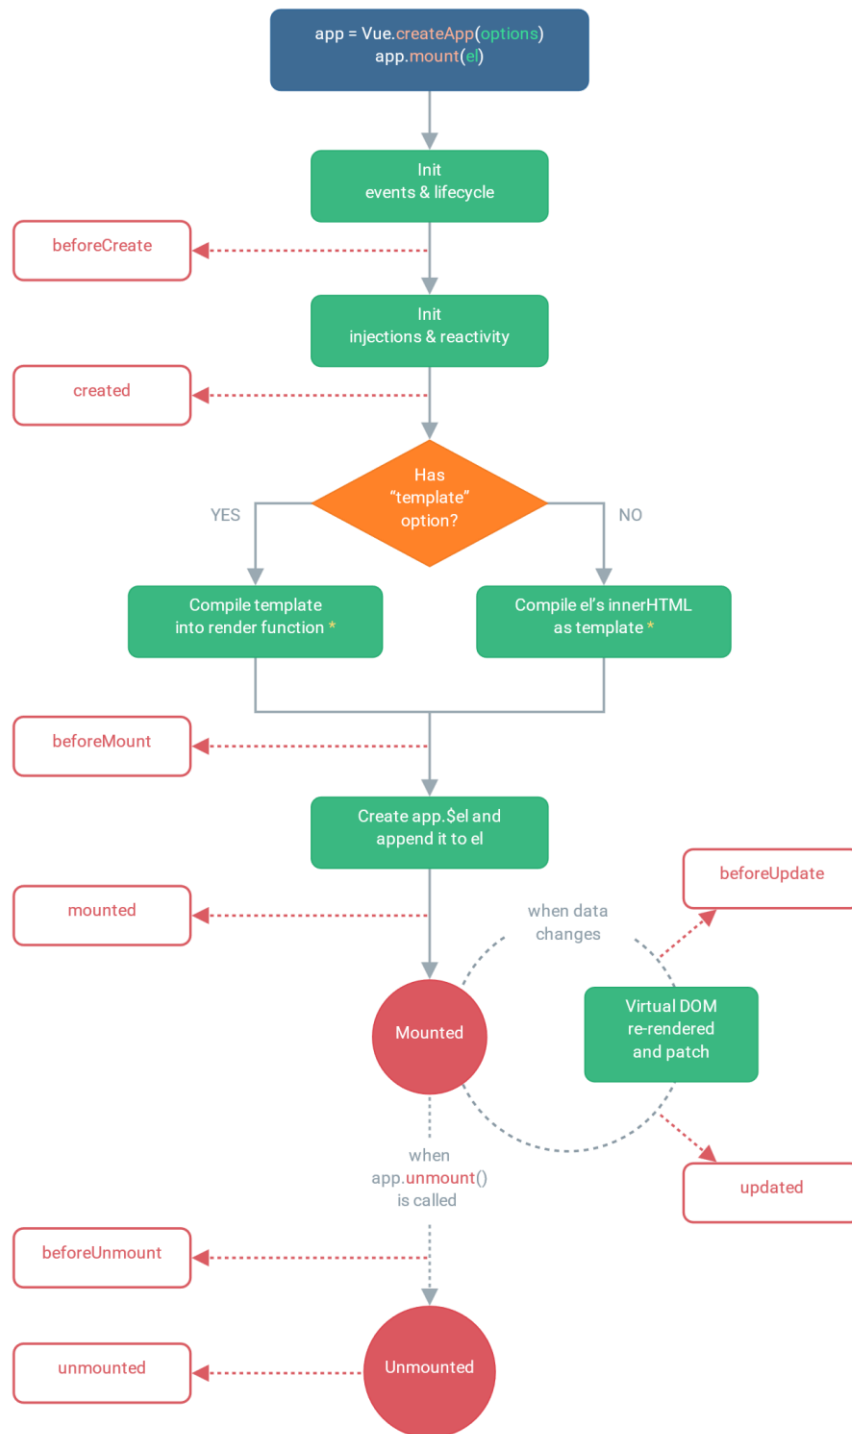 app = Vue.createApp(options)
app.mount(el)
Init
events & lifecycle
beforeCreate
Init
injections & reactivity
created
Has
“template”
option?
YES
NO
Compile template
into render function *
Compile el’s innerHTML
as template *
beforeMount
Create app.$el and
append it to el
beforeUpdate
mounted
when data
changes
Virtual DOM
re-rendered
and patch
Mounted
when
app.unmount()
is called
updated
beforeUnmount
unmounted
Unmounted